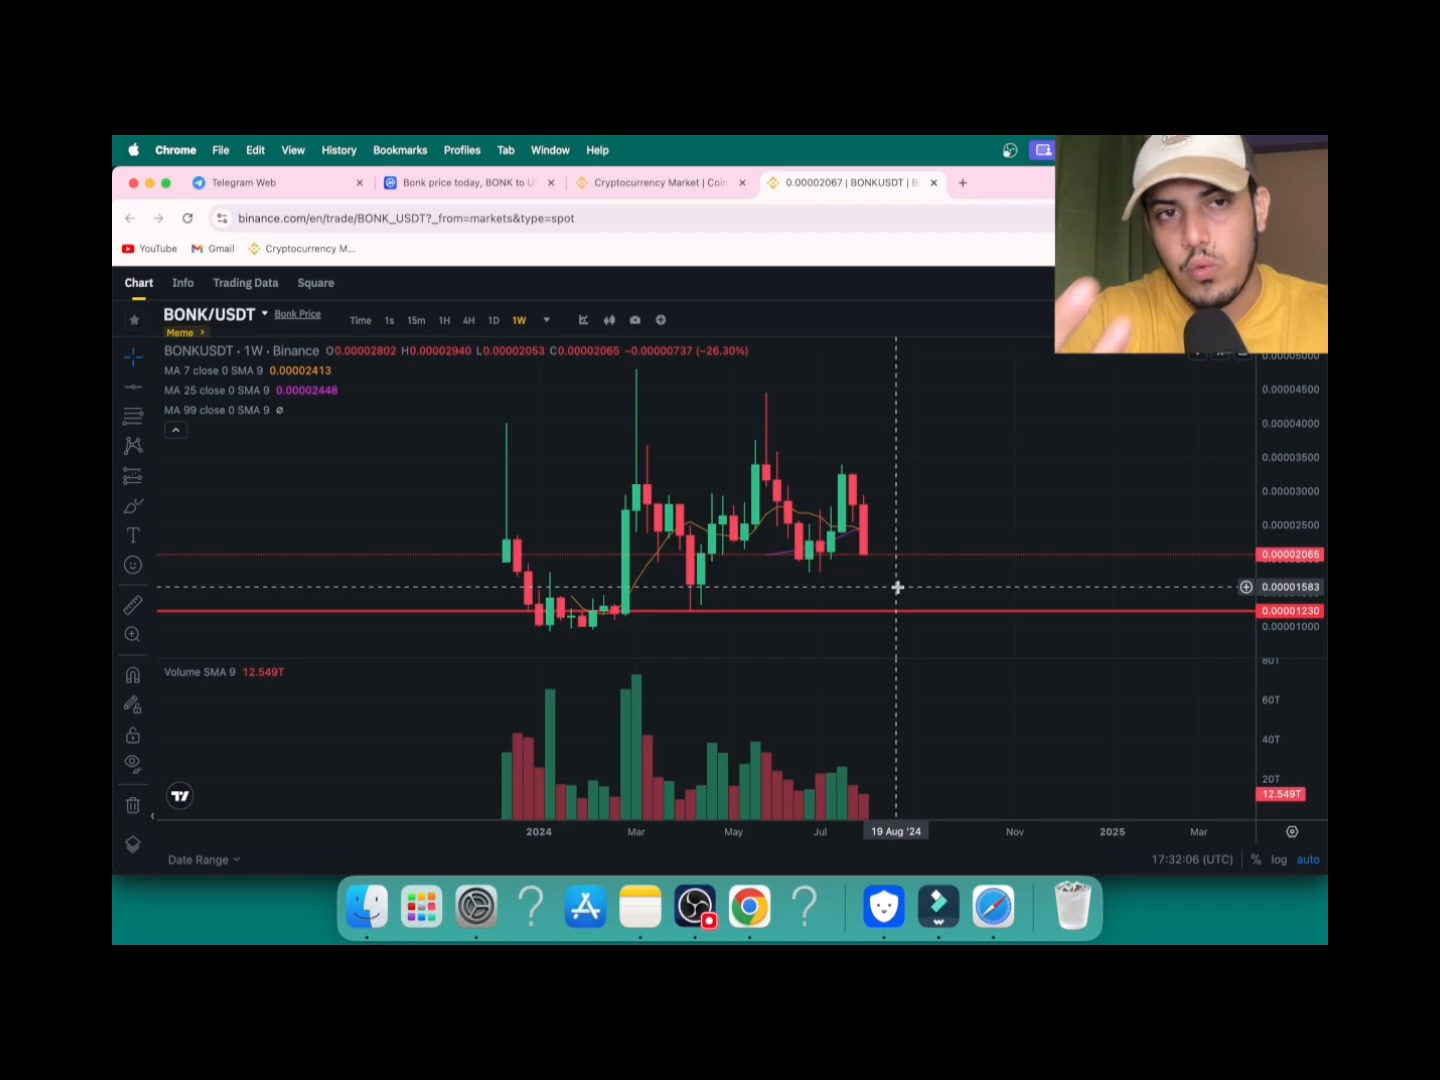 Chrome File Edit View History Bookmarks Profiles Tab Window Help
Telegram Web Bonk price today, BONK to U Cryptocurrency Market | Coin 0.00002067 | BONKUSDT | B
binance.com/en/trade/BONK_USDT?_from=markets&type=spot
YouTube Gmail Cryptocurrency M...
Chart Info Trading Data Square
BONK/USDT Bonk Price Time 1s 15m 1H 4H 1D 1W
Meme >
BONKUSDT · 1W · Binance O0.00002802 H0.00002940 L0.00002053 C0.00002065 −0.00000737 (−26.30%)
MA 7 close 0 SMA 9 0.00002413
MA 25 close 0 SMA 9 0.00002448
MA 99 close 0 SMA 9 ∅
0.00005000
0.00004500
0.00004000
0.00003500
0.00003000
0.00002500
0.00002065
0.00001583
0.00001230
0.00001000
Volume SMA 9 12.549T
80T
60T
40T
20T
12.549T
2024 Mar May Jul 19 Aug '24 Nov 2025 Mar
Date Range 17:32:06 (UTC) % log auto